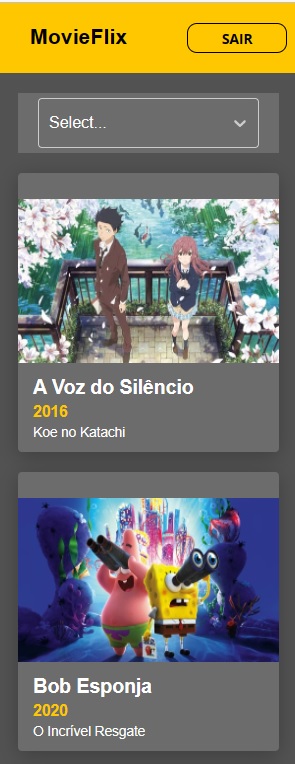 MovieFlix
SAIR
Select...
A Voz do Silêncio
2016
Koe no Katachi
Bob Esponja
2020
O Incrível Resgate